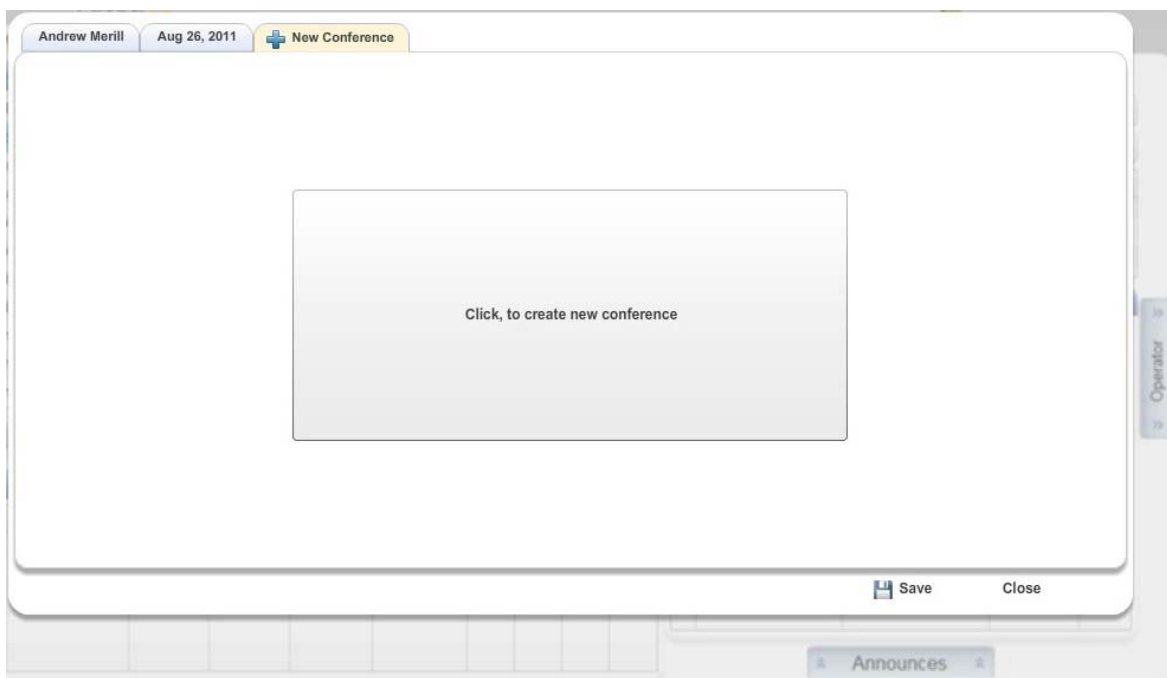 Andrew Merill
Aug 26, 2011
New Conference
Click, to create new conference
Operator
Save
Close
Announces